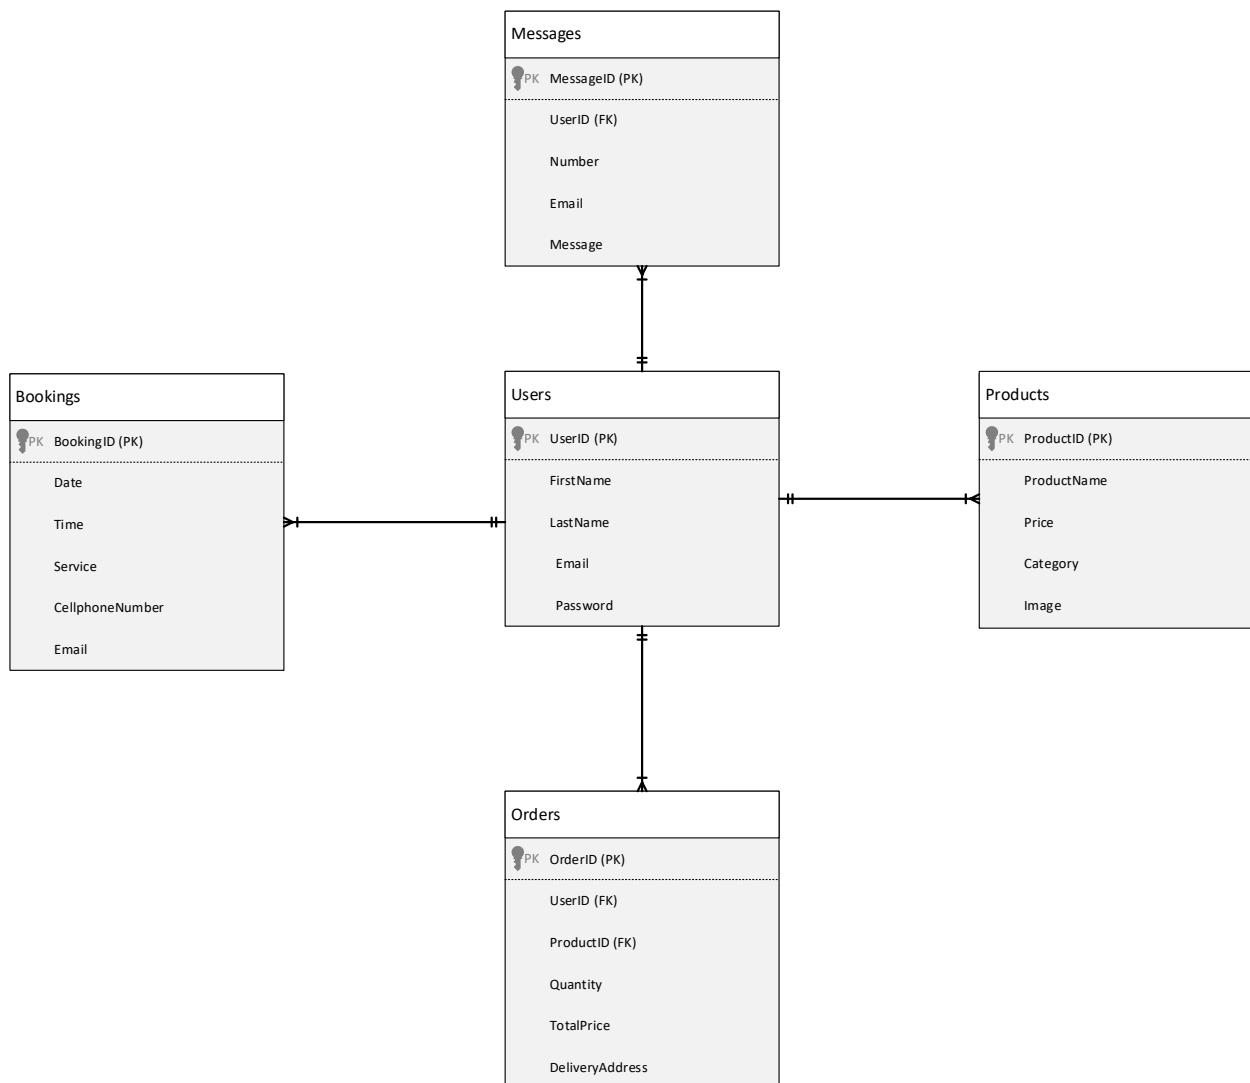 Messages
PK MessageID (PK)
UserID (FK)
Number
Email
Message
Bookings
PK BookingID (PK)
Date
Time
Service
CellphoneNumber
Email
Users
PK UserID (PK)
FirstName
LastName
Email
Password
Products
PK ProductID (PK)
ProductName
Price
Category
Image
Orders
PK OrderID (PK)
UserID (FK)
ProductID (FK)
Quantity
TotalPrice
DeliveryAddress